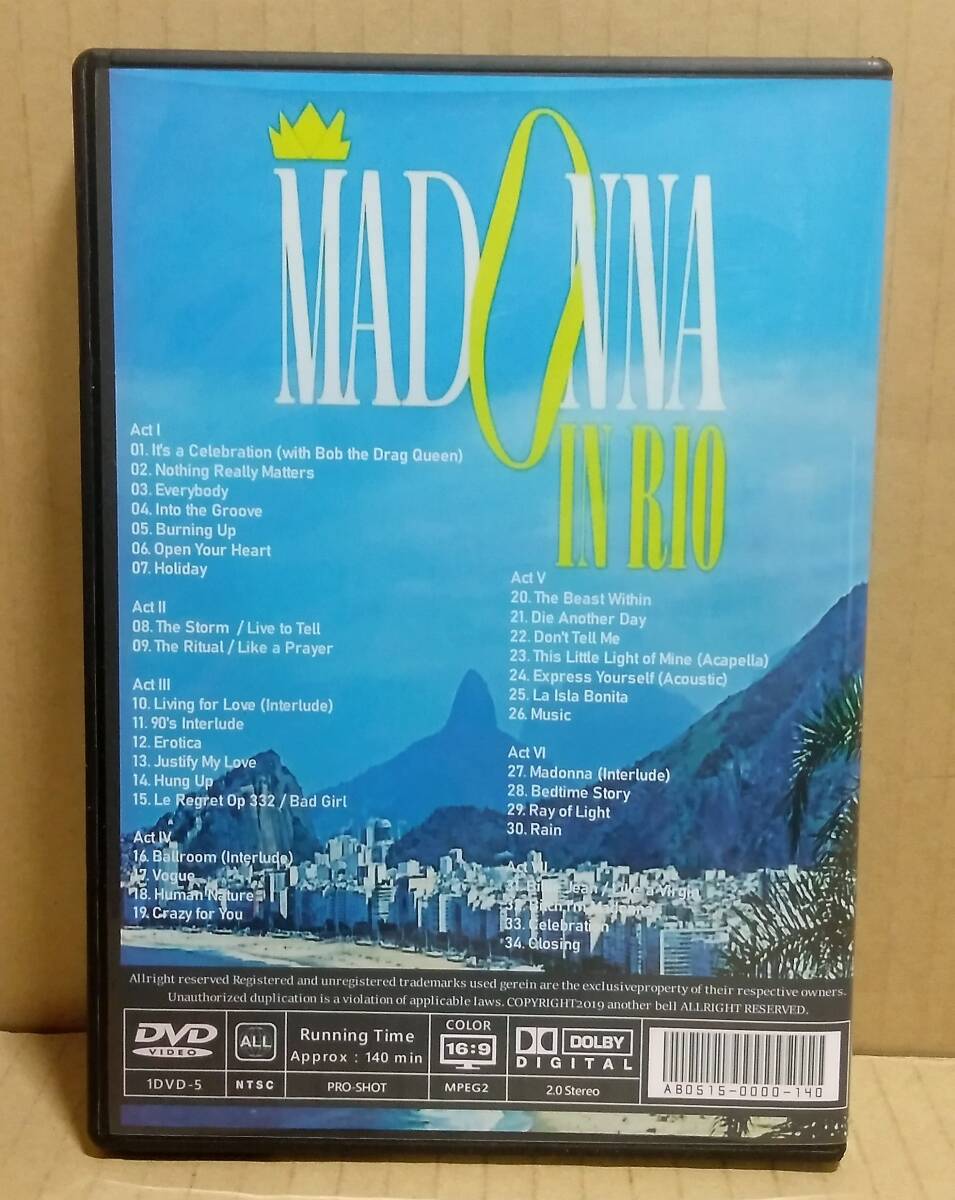 MADONNA
IN RIO
Act I
01. It's a Celebration (with Bob the Drag Queen)
02. Nothing Really Matters
03. Everybody
04. Into the Groove
05. Burning Up
06. Open Your Heart
07. Holiday
Act II
08. The Storm / Live to Tell
09. The Ritual / Like a Prayer
Act III
10. Living for Love (Interlude)
11. 90's Interlude
12. Erotica
13. Justify My Love
14. Hung Up
15. Le Regret Op 332 / Bad Girl
Act IV
16. Ballroom (Interlude)
17. Vogue
18. Human Nature
19. Crazy for You
Act V
20. The Beast Within
21. Die Another Day
22. Don't Tell Me
23. This Little Light of Mine (Acapella)
24. Express Yourself (Acoustic)
25. La Isla Bonita
26. Music
Act VI
27. Madonna (Interlude)
28. Bedtime Story
29. Ray of Light
30. Rain
Act
31. Jean / Like a Virgin
33. Celebration
34. Closing
Allright reserved Registered and unregistered trademarks used gerein are the exclusiveproperty of their respective owners.
Unauthorized duplication is a violation of applicable laws. COPYRIGHT2019 another bell ALLRIGHT RESERVED.
DVD VIDEO
1DVD-5
ALL
NTSC
Running Time
Approx : 140 min
PRO-SHOT
COLOR
16:9
MPEG2
DOLBY
DIGITAL
2.0 Stereo
AB0515-0000-140